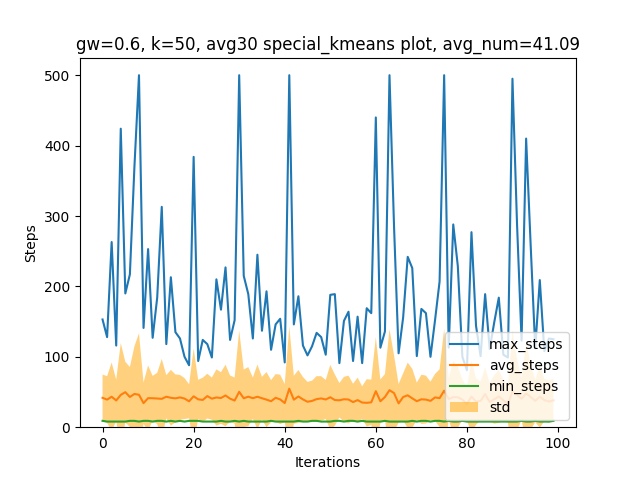 gw=0.6, k=50, avg30 special_kmeans plot, avg_num=41.09
500
400
300
200
100
0
Steps
max_steps
avg_steps
min_steps
std
0
20
40
60
80
100
Iterations